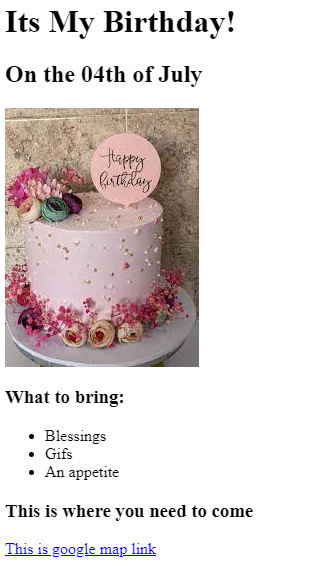 Its My Birthday!
On the 04th of July
Happy
birthday
What to bring:
Blessings
Gifs
An appetite
This is where you need to come
This is google map link